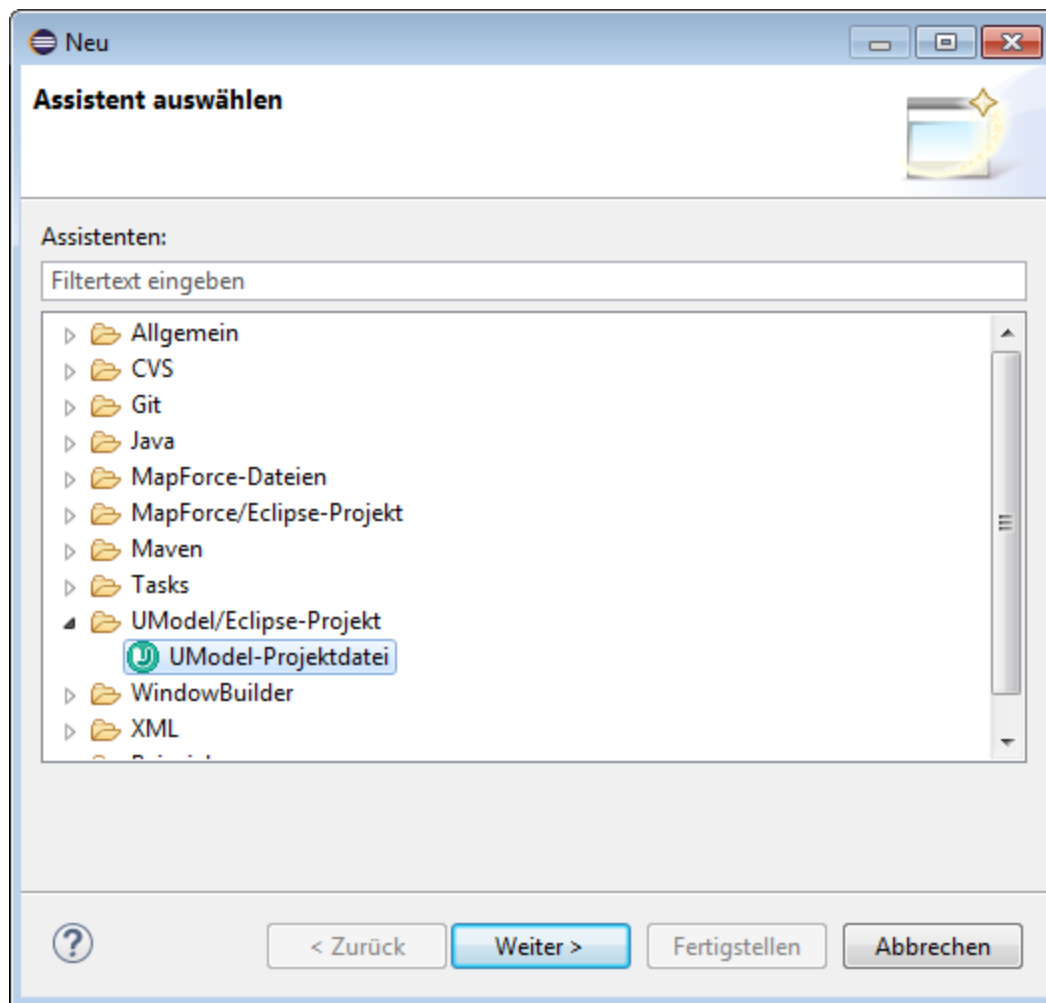 Neu
Assistent auswählen
Assistenten:
Filtertext eingeben
Allgemein
CVS
Git
Java
MapForce-Dateien
MapForce/Eclipse-Projekt
Maven
Tasks
UModel/Eclipse-Projekt
UModel-Projektdatei
WindowBuilder
XML
< Zurück Weiter > Fertigstellen Abbrechen